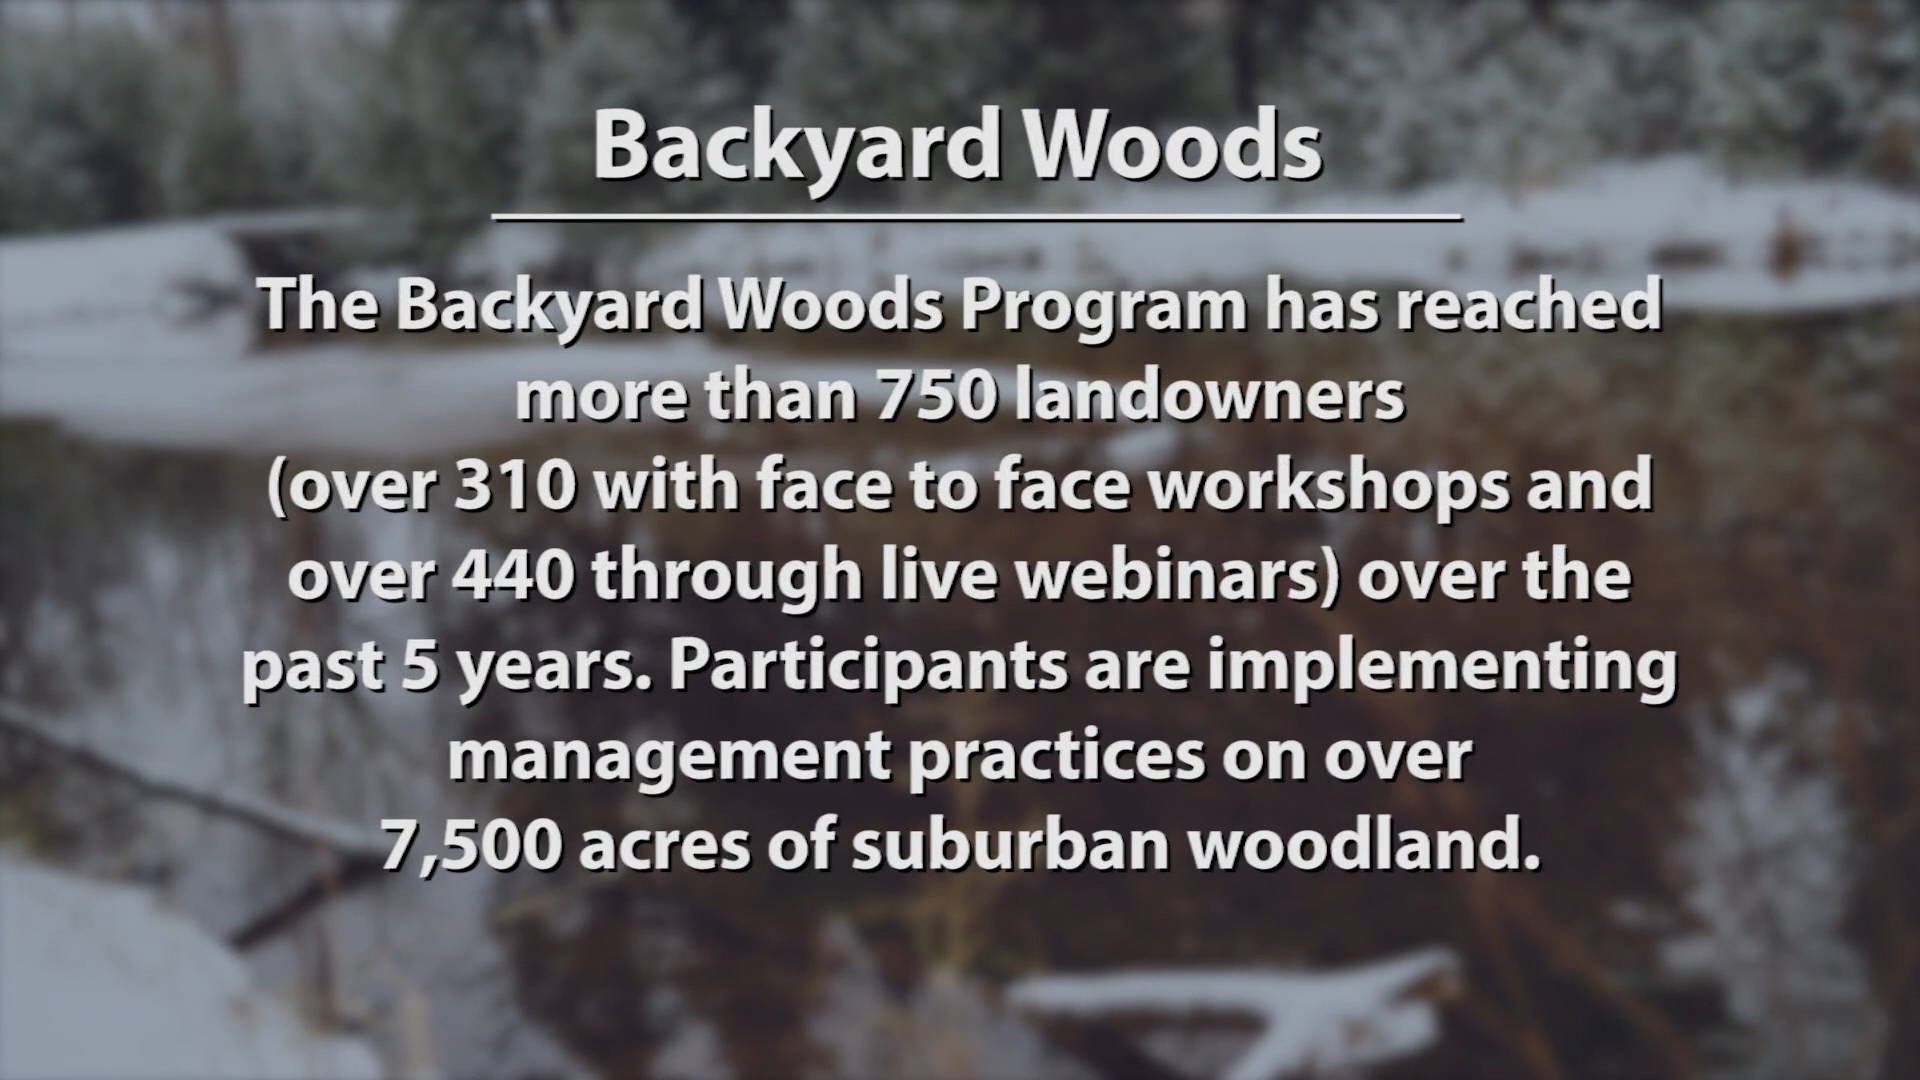 Backyard Woods
The Backyard Woods Program has reached
more than 750 landowners
(over 310 with face to face workshops and
over 440 through live webinars) over the
past 5 years. Participants are implementing
management practices on over
7,500 acres of suburban woodland.